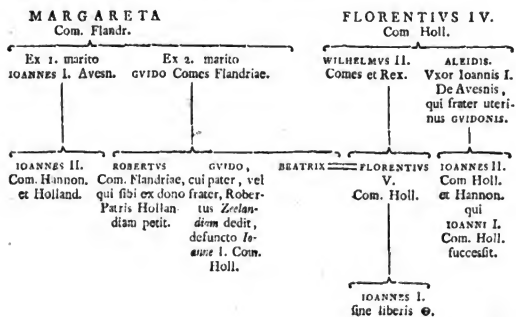 MARGARETA
Com. Flandr.
Ex 1. marito
IOANNES I. Avesn.
Ex 2. marito
GVIDO Comes Flandriae.
IOANNES II.
Com. Hannon.
et Holland.
ROBERTVS
Com. Flandriae,
qui sibi ex dono
Patris Hollan-
diam petit.
GVIDO,
cui pater, vel
frater, Rober-
tus Zeelan-
diam dedit,
defuncto Io-
anne I. Com.
Holl.
BEATRIX
FLORENTIVS IV.
Com Holl.
WILHELMVS II.
Comes et Rex.
ALEIDIS.
Vxor Ioannis I.
De Avesnis,
qui frater uteri-
nus GVIDONIS.
FLORENTIVS
V.
Com. Holl.
IOANNES II.
Com Holl.
et Hannon.
qui
IOANNI I.
Com. Holl.
succeſſit.
IOANNES I.
ſine liberis